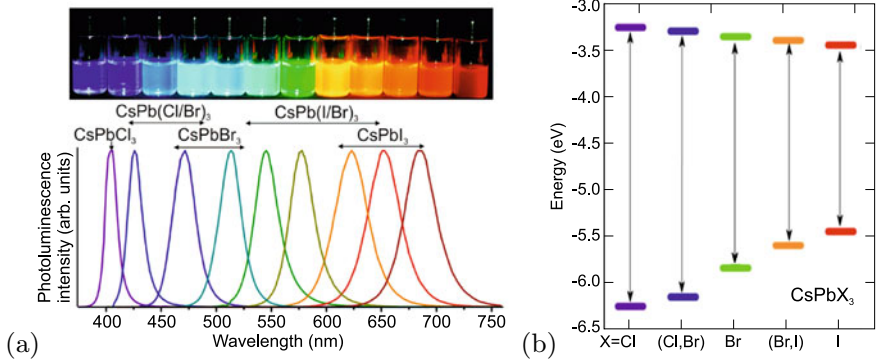 CsPb(Cl/Br)₃
CsPb(I/Br)₃
CsPbCl₃
CsPbBr₃
CsPbI₃
Photoluminescence
intensity (arb. units)
400 450 500 550 600 650 700 750
Wavelength (nm)
(a)
-3.0
-3.5
-4.0
-4.5
-5.0
-5.5
-6.0
-6.5
Energy (eV)
CsPbX₃
X=Cl (Cl,Br) Br (Br,I) I
(b)